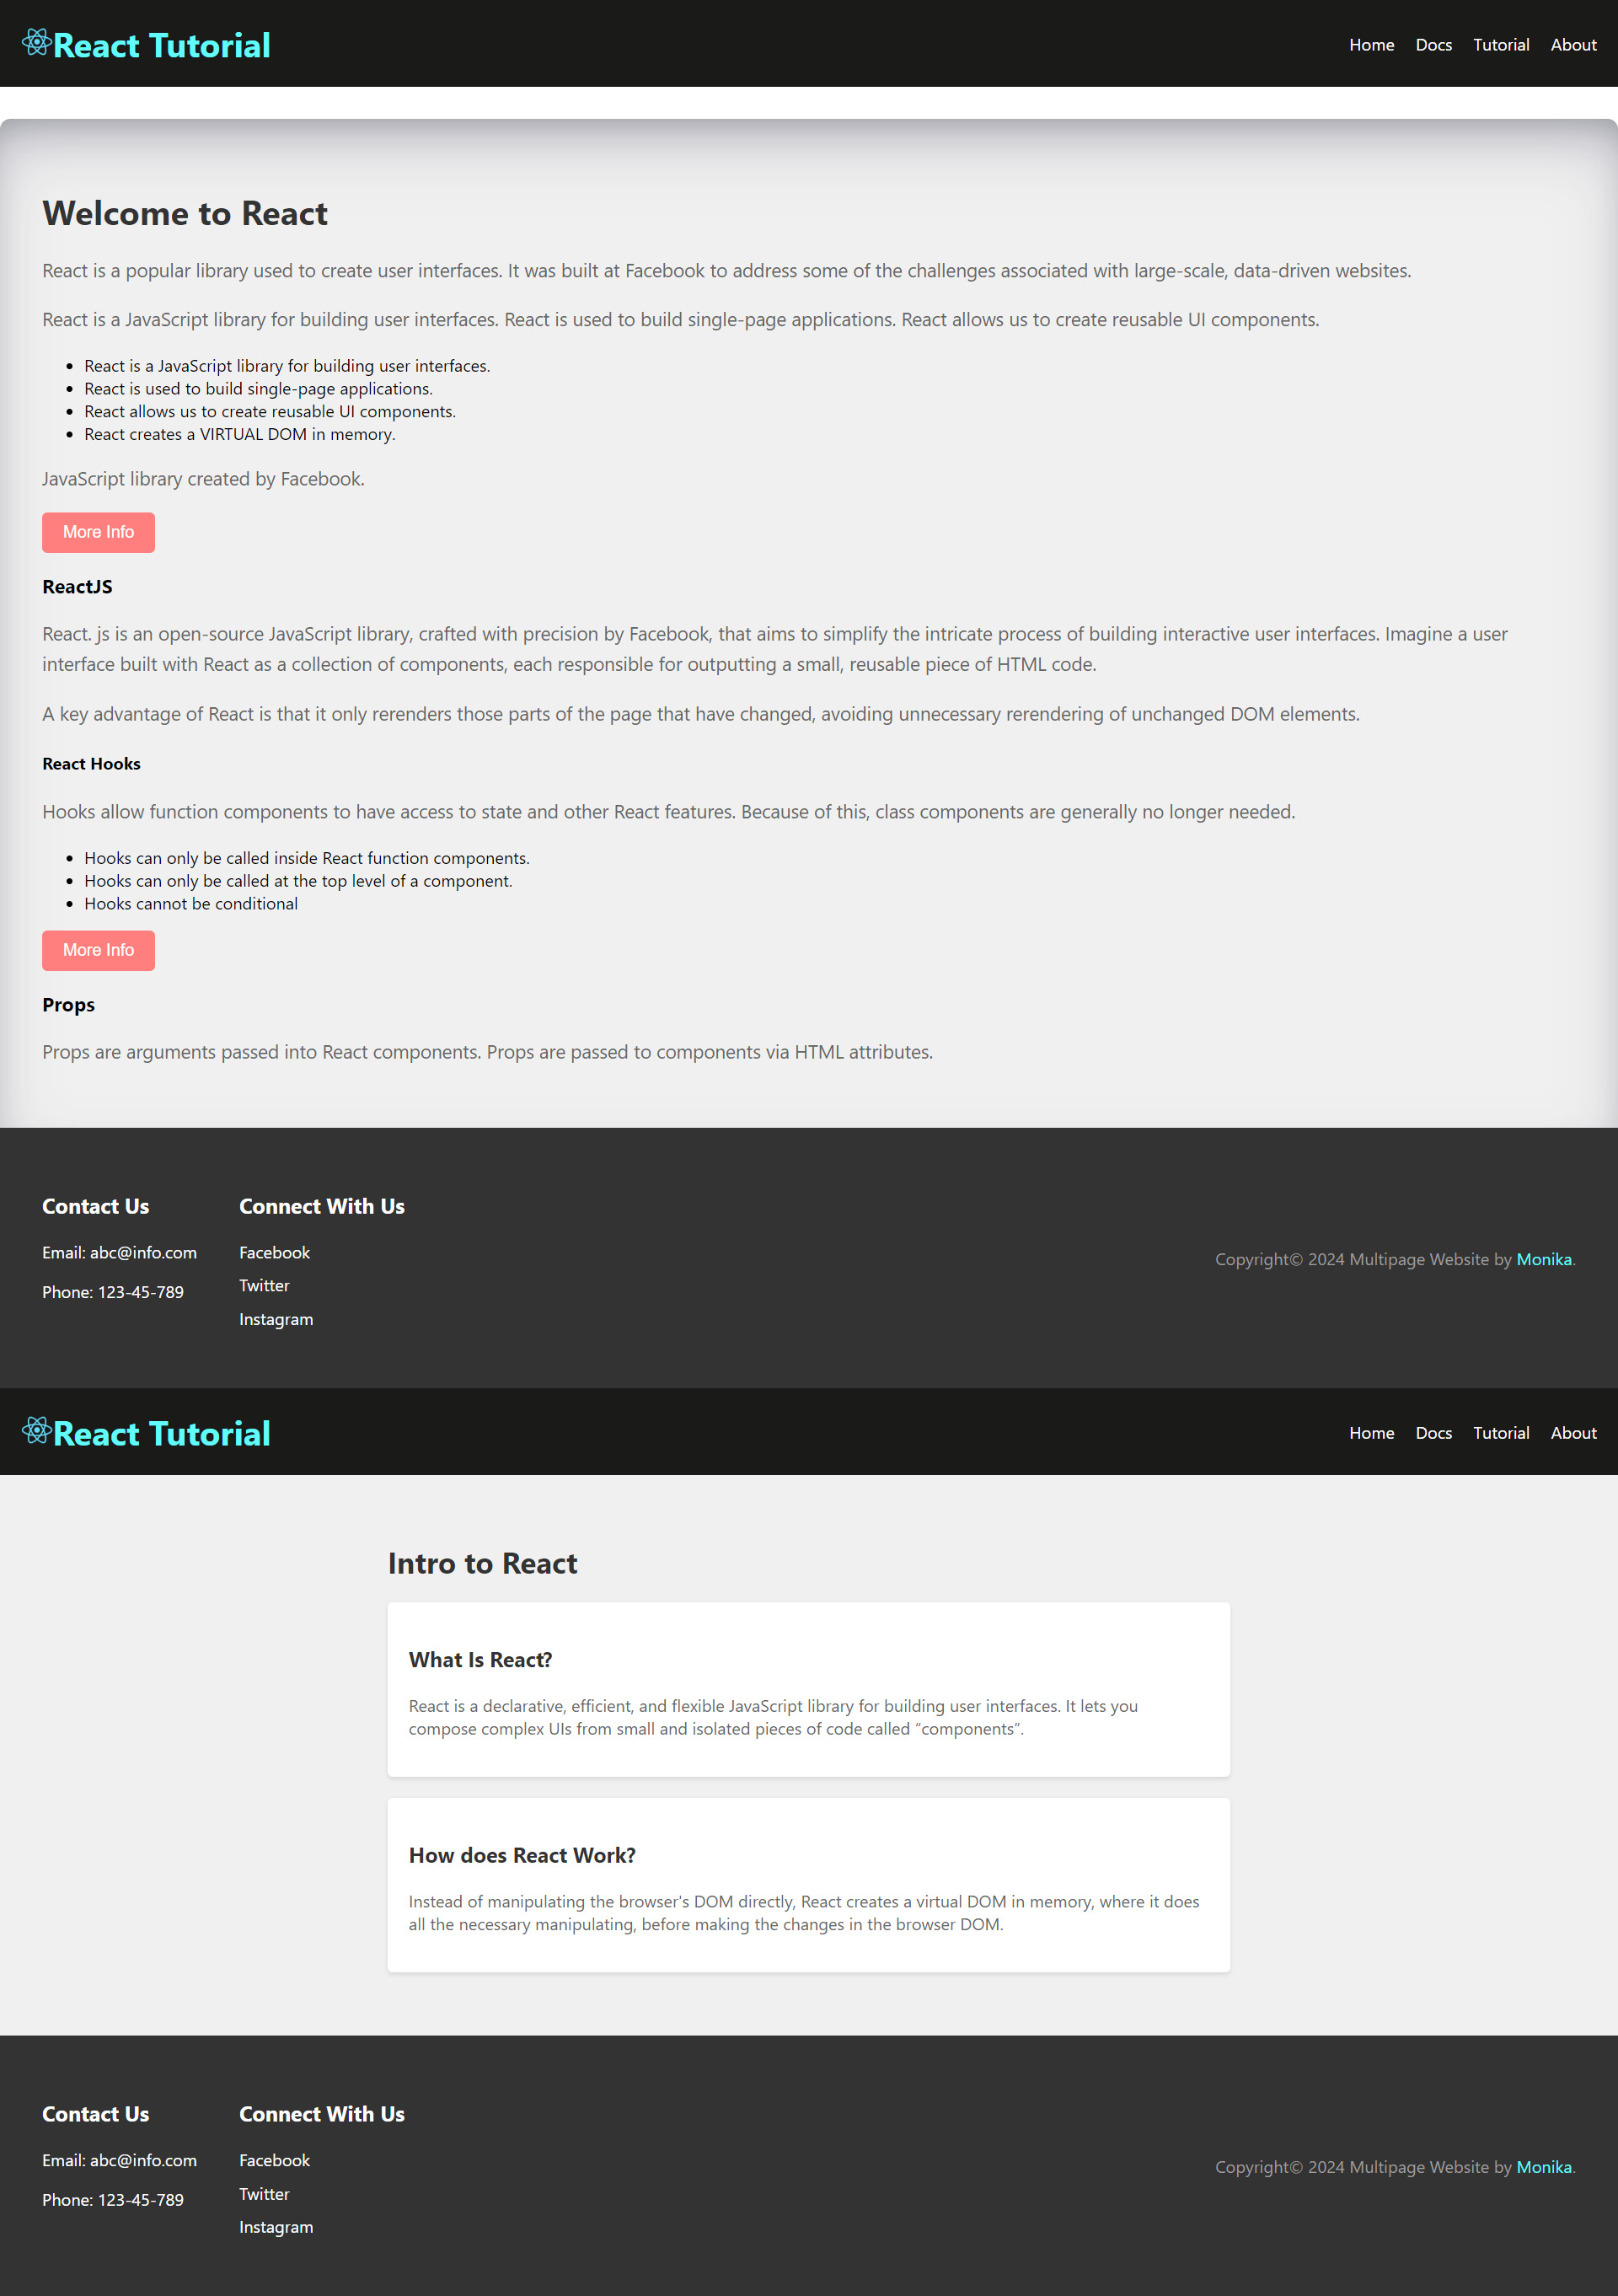 React Tutorial
Home Docs Tutorial About
Welcome to React
React is a popular library used to create user interfaces. It was built at Facebook to address some of the challenges associated with large-scale, data-driven websites.
React is a JavaScript library for building user interfaces. React is used to build single-page applications. React allows us to create reusable UI components.
• React is a JavaScript library for building user interfaces.
• React is used to build single-page applications.
• React allows us to create reusable UI components.
• React creates a VIRTUAL DOM in memory.
JavaScript library created by Facebook.
More Info
ReactJS
React. js is an open-source JavaScript library, crafted with precision by Facebook, that aims to simplify the intricate process of building interactive user interfaces. Imagine a user
interface built with React as a collection of components, each responsible for outputting a small, reusable piece of HTML code.
A key advantage of React is that it only rerenders those parts of the page that have changed, avoiding unnecessary rerendering of unchanged DOM elements.
React Hooks
Hooks allow function components to have access to state and other React features. Because of this, class components are generally no longer needed.
• Hooks can only be called inside React function components.
• Hooks can only be called at the top level of a component.
• Hooks cannot be conditional
More Info
Props
Props are arguments passed into React components. Props are passed to components via HTML attributes.
Contact Us
Email: abc@info.com
Phone: 123-45-789
Connect With Us
Facebook
Twitter
Instagram
Copyright© 2024 Multipage Website by Monika.
React Tutorial
Home Docs Tutorial About
Intro to React
What Is React?
React is a declarative, efficient, and flexible JavaScript library for building user interfaces. It lets you
compose complex UIs from small and isolated pieces of code called “components”.
How does React Work?
Instead of manipulating the browser's DOM directly, React creates a virtual DOM in memory, where it does
all the necessary manipulating, before making the changes in the browser DOM.
Contact Us
Email: abc@info.com
Phone: 123-45-789
Connect With Us
Facebook
Twitter
Instagram
Copyright© 2024 Multipage Website by Monika.